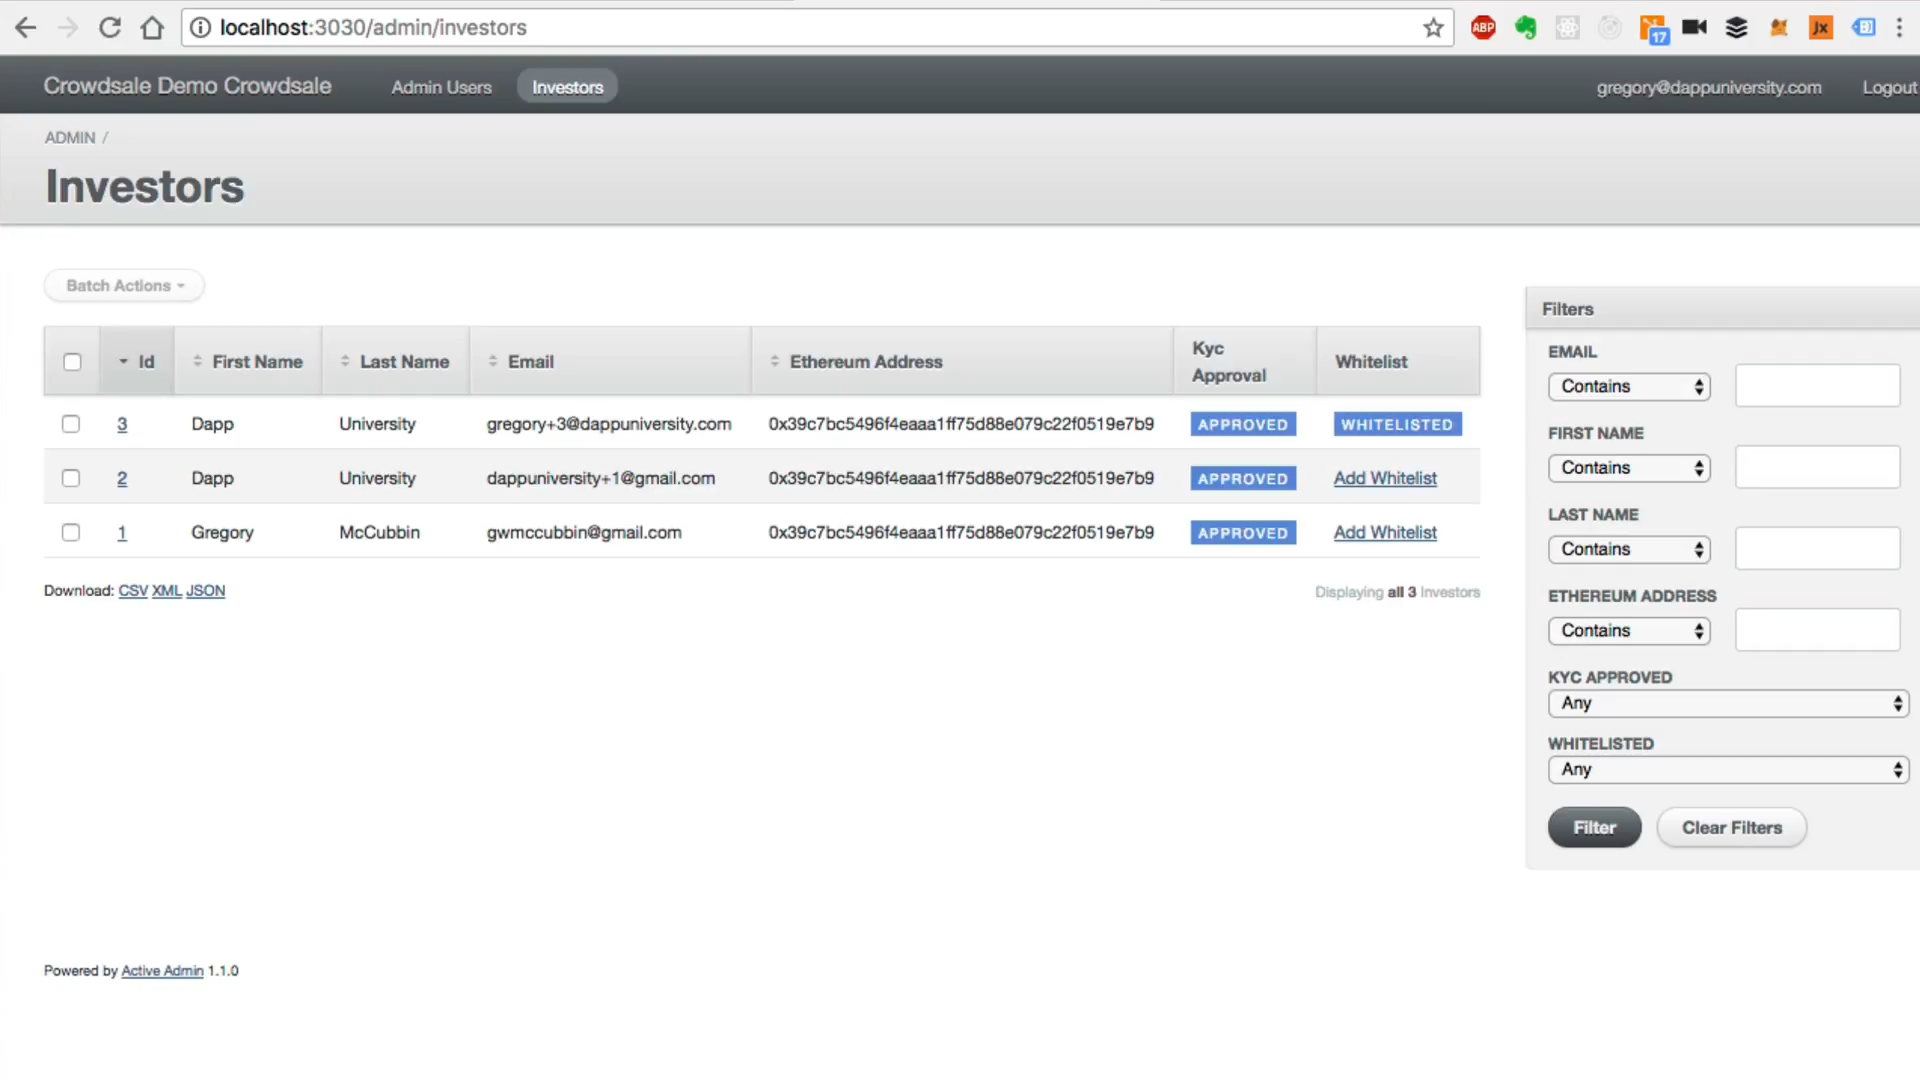 localhost:3030/admin/investors
ABP
17
Jx
Crowdsale Demo Crowdsale Admin Users Investors gregory@dappuniversity.com Logout
ADMIN /
Investors
Batch Actions
Filters
Id First Name Last Name Email Ethereum Address Kyc Approval Whitelist
3 Dapp University gregory+3@dappuniversity.com 0x39c7bc5496f4eaaa1ff75d88e079c22f0519e7b9 APPROVED WHITELISTED
2 Dapp University dappuniversity+1@gmail.com 0x39c7bc5496f4eaaa1ff75d88e079c22f0519e7b9 APPROVED Add Whitelist
1 Gregory McCubbin gwmccubbin@gmail.com 0x39c7bc5496f4eaaa1ff75d88e079c22f0519e7b9 APPROVED Add Whitelist
Download: CSV XML JSON
Displaying all 3 Investors
EMAIL
Contains
FIRST NAME
Contains
LAST NAME
Contains
ETHEREUM ADDRESS
Contains
KYC APPROVED
Any
WHITELISTED
Any
Filter Clear Filters
Powered by Active Admin 1.1.0